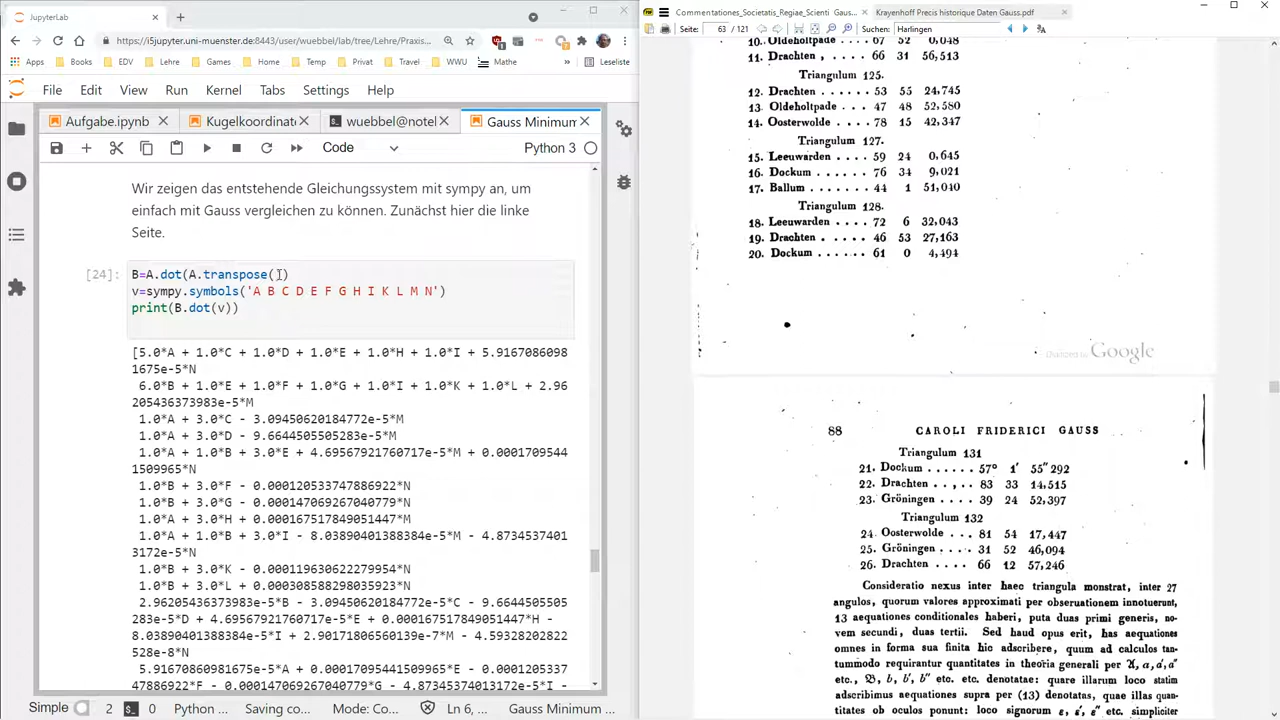 JupyterLab
jupyterlab.wuebbel-emden.de:8443/user/wuebbel/lab/tree/Lehre/Praxis...
Apps
Books
EDV
Lehre
Games
Home
Temp
Privat
Travel
WWU
Mathe
»
Leseliste
File Edit View Run Kernel Tabs Settings Help
Aufgabe.ipynb
Kugelkoordinate
wuebbel@notel
Gauss Minimum
Code
Python 3
Wir zeigen das entstehende Gleichungssystem mit sympy an, um
einfach mit Gauss vergleichen zu können. Zunächst hier die linke
Seite.
[24]:
B=A.dot(A.transpose())
v=sympy.symbols('A B C D E F G H I K L M N')
print(B.dot(v))
[5.0*A + 1.0*C + 1.0*D + 1.0*E + 1.0*H + 1.0*I + 5.9167086098
1675e-5*N
6.0*B + 1.0*E + 1.0*F + 1.0*G + 1.0*I + 1.0*K + 1.0*L + 2.96
205436373983e-5*M
1.0*A + 3.0*C - 3.09450620184772e-5*M
1.0*A + 3.0*D - 9.6644505505283e-5*M
1.0*A + 1.0*B + 3.0*E + 4.69567921760717e-5*M + 0.0001709544
1509965*N
1.0*B + 3.0*F - 0.000120533747886922*N
1.0*B + 3.0*G - 0.000147069267040779*N
1.0*A + 3.0*H + 0.000167517849051447*M
1.0*A + 1.0*B + 3.0*I - 8.03890401388384e-5*M - 4.8734537401
3172e-5*N
1.0*B + 3.0*K - 0.000119630622279954*N
1.0*B + 3.0*L + 0.000308588328363923*N
2.96205436373983e-5*B - 3.09450620184772e-5*C - 9.6644505505
283e-5*D + 4.69567921760717e-5*E + 0.000167517849051447*H -
8.03890401388384e-5*I + 2.90171806560139e-7*M - 4.59328202822
528e-8*N
5.91670860981675e-5*A + 0.00017095441509965*E - 0.0001205337
47886922*F - 0.000147069267040779*G - 4.87345374013172e-5*I -
Simple
2
0
Python ...
Saving co...
Mode: Co...
Ln 6, ...
Gauss Minimum ...
Commentationes_Societatis_Regiae_Scienti Gauss...
Krayenhoff Precis historique Daten Gauss.pdf
Seite:
63 / 121
Suchen:
Harlingen
10. Oldeholtpade . . . . 67 52 0,048
11. Drachten , . . . . 66 31 56,513
Triangulum 125.
12. Drachten . . . . . . 53 55 24,745
13. Oldeholtpade . . . 47 48 52,580
14. Oosterwolde . . . 78 15 42,347
Triangulum 127.
15. Leeuwarden . . . . 59 24 0,645
16. Dockum . . . . . 76 34 9,021
17. Ballum . . . . . . . 44 1 51,040
Triangulum 128.
18. Leeuwarden . . . . 72 6 32,043
19. Drachten . . . . . 46 53 27,163
20. Dockum . . . . . 61 0 4,494
Digitized by Google
88 CAROLI FRIDERICI GAUSS
Triangulum 131
21. Dockum . . . . . . 57° 1' 55″292
22. Drachten . . , . . 83 33 14,515
23. Gröningen . . . . 39 24 52,397
Triangulum 132
24. Oosterwolde . . . 81 54 17,447
25. Gröningen . . . . 31 52 46,094
26. Drachten . . . . 66 12 57,246
Consideratio nexus inter haec triangula monstrat, inter 27
angulos, quorum valores approximati per obseruationem innotuerunt,
13 aequationes conditionales haberi, puta duas primi generis, no-
vem secundi, duas tertii. Sed haud opus erit, has aequationes
omnes in forma sua finita hic adscribere, quum ad calculos tan-
tummodo requirantur quantitates in theoria generali per 𝔄, a, a', a″
etc., 𝔅, b, b', b″ etc. etc. denotatae: quare illarum loco statim
adscribimus aequationes supra per (13) denotatas, quae illas quan-
titates ob oculos ponunt: loco signorum ε, ε', ε″ etc. simpliciter